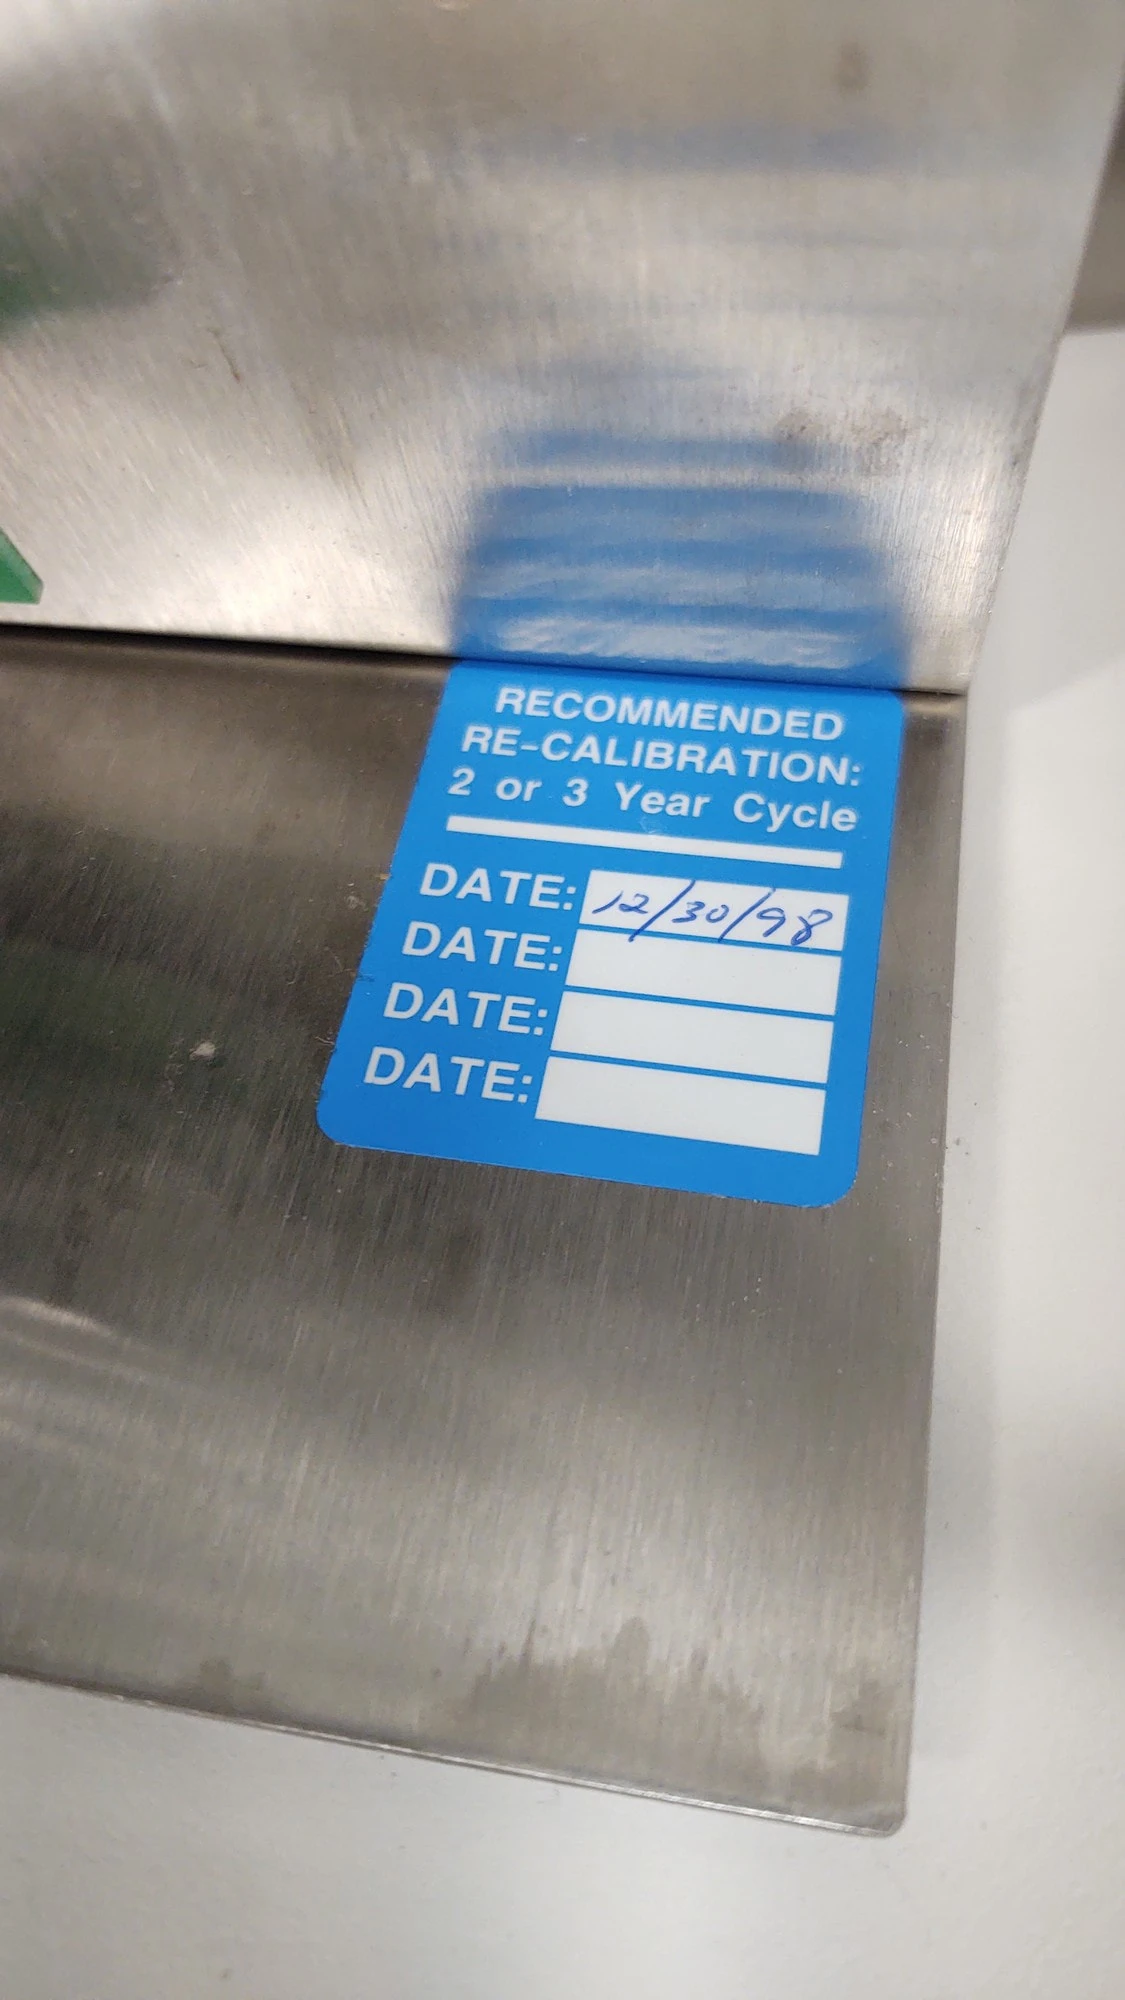 RECOMMENDED
RE-CALIBRATION:
2 or 3 Year Cycle
DATE: 12/30/98
DATE:
DATE:
DATE: